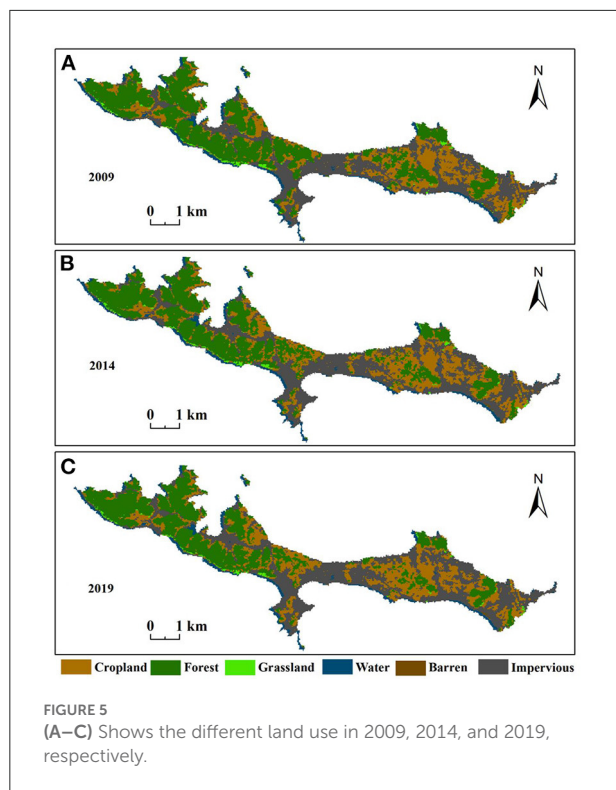 A
N
2009
0 1 km
B
N
2014
0 1 km
C
N
2019
0 1 km
Cropland Forest Grassland Water Barren Impervious
FIGURE 5
(A–C) Shows the different land use in 2009, 2014, and 2019,
respectively.